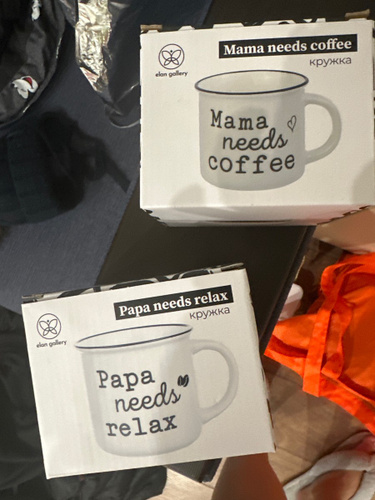 elan gallery
Mama needs coffee
кружка
Mama
needs
coffee
Papa needs relax
кружка
elan gallery
Papa
needs
relax